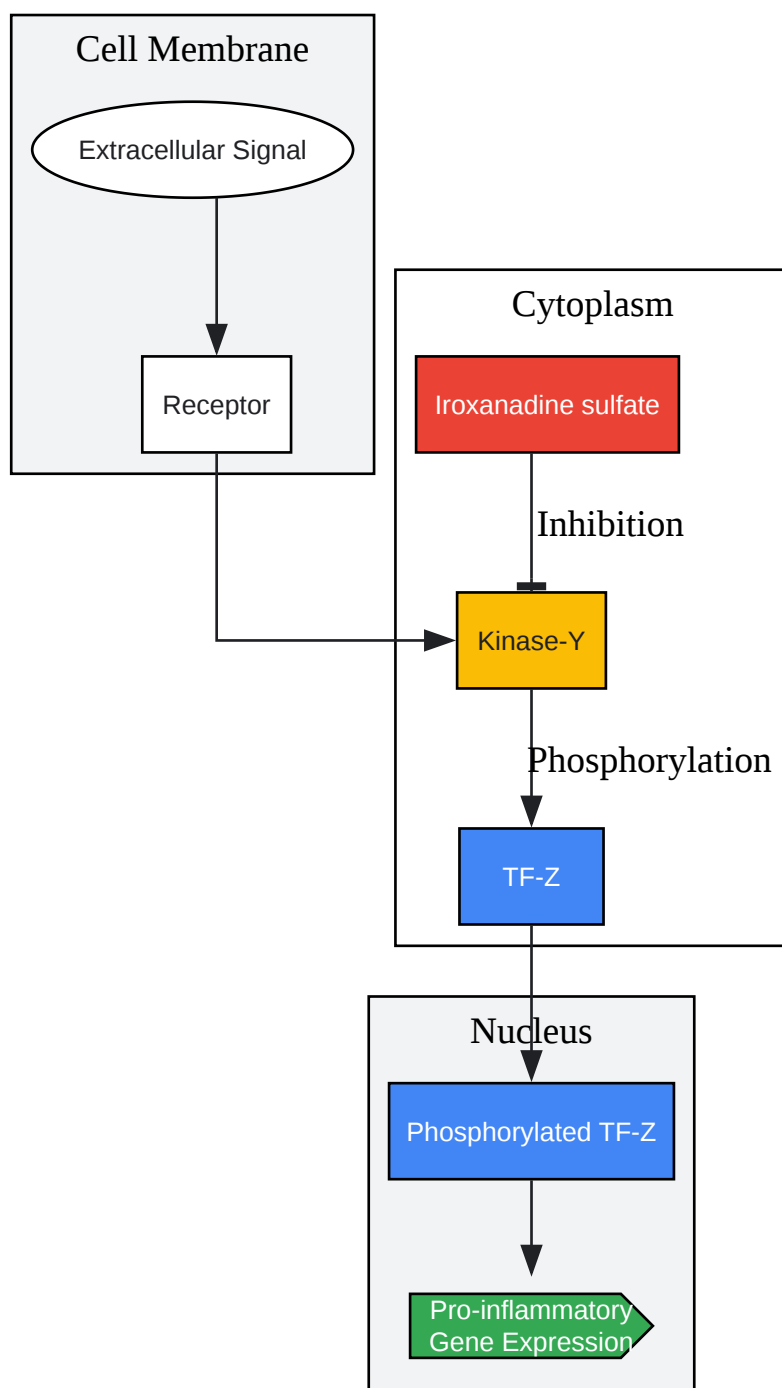 Cell Membrane
Extracellular Signal
Receptor
Cytoplasm
Iroxanadine sulfate
Inhibition
Kinase-Y
Phosphorylation
TF-Z
Nucleus
Phosphorylated TF-Z
Pro-inflammatory
Gene Expression